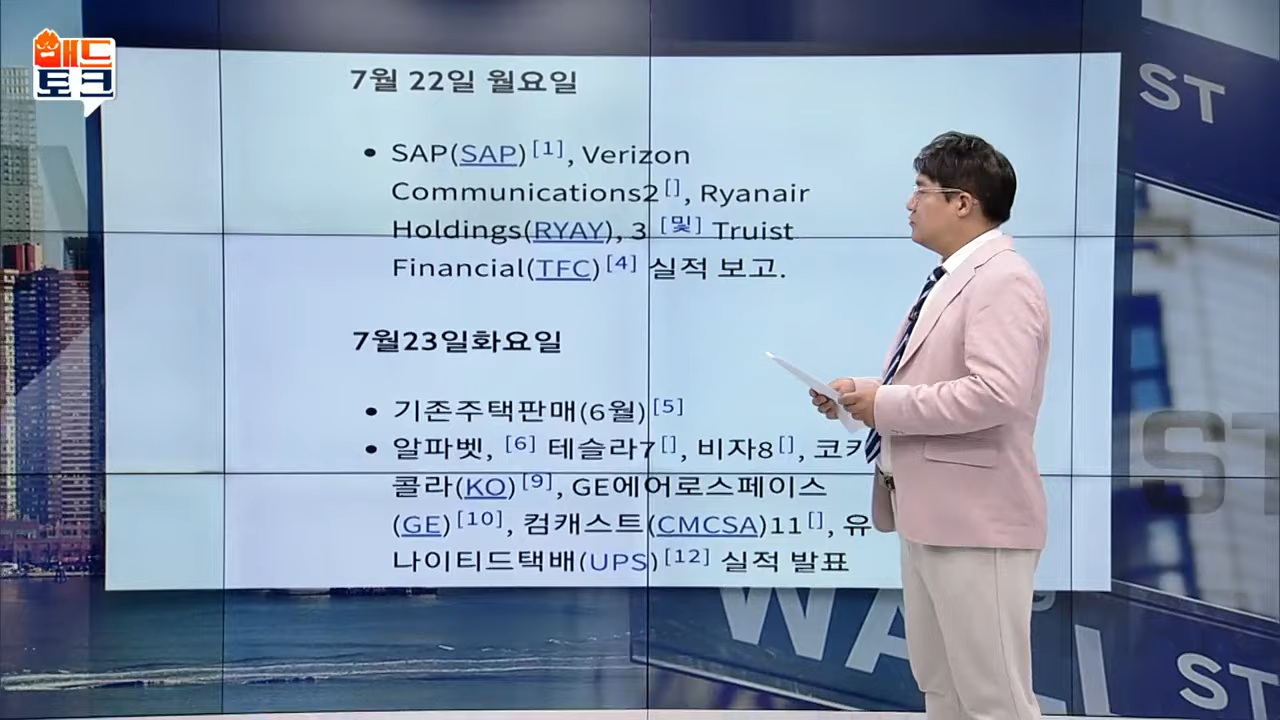 매드
토크
7월 22일 월요일
• SAP(SAP)[1], Verizon
Communications2[], Ryanair
Holdings(RYAY), 3 [및] Truist
Financial(TFC)[4] 실적 보고.
7월23일화요일
• 기존주택판매(6월)[5]
• 알파벳, [6] 테슬라7[], 비자8[], 코카
콜라(KO)[9], GE에어로스페이스
(GE)[10], 컴캐스트(CMCSA)11[], 유
나이티드택배(UPS)[12] 실적 발표
ST
ST
WALL
ST